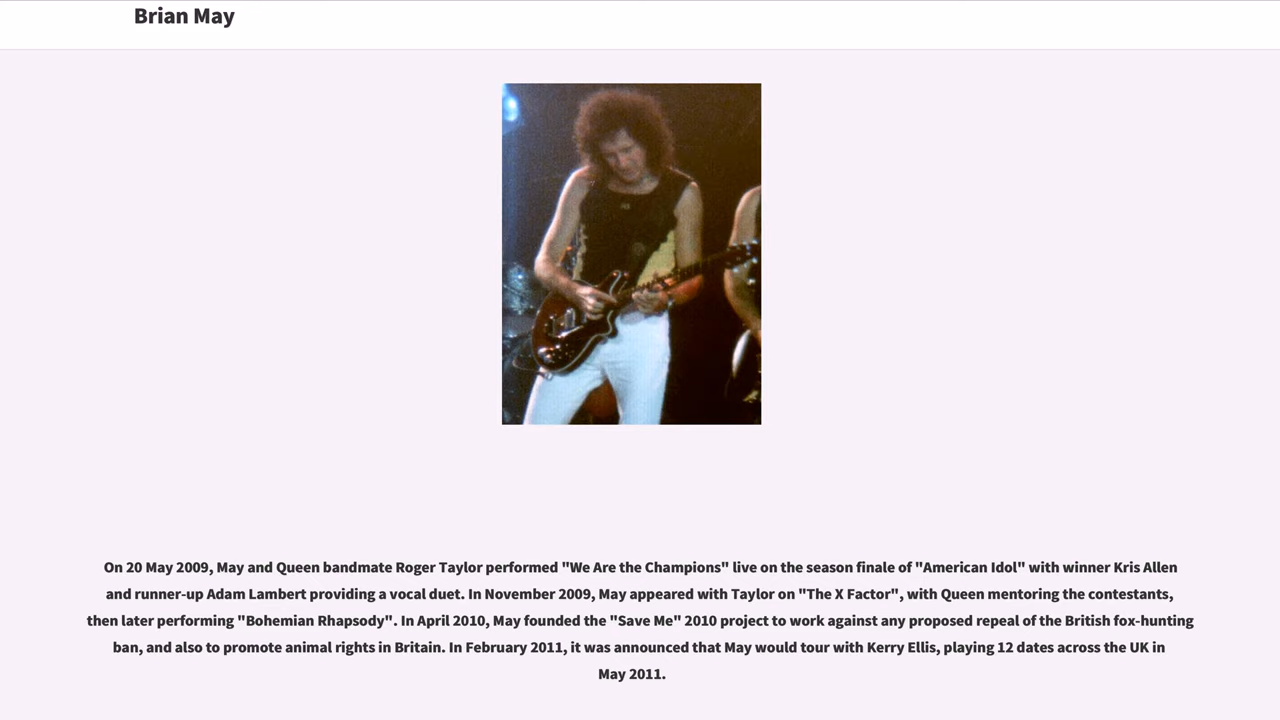 Brian May
On 20 May 2009, May and Queen bandmate Roger Taylor performed "We Are the Champions" live on the season finale of "American Idol" with winner Kris Allen
and runner-up Adam Lambert providing a vocal duet. In November 2009, May appeared with Taylor on "The X Factor", with Queen mentoring the contestants,
then later performing "Bohemian Rhapsody". In April 2010, May founded the "Save Me" 2010 project to work against any proposed repeal of the British fox-hunting
ban, and also to promote animal rights in Britain. In February 2011, it was announced that May would tour with Kerry Ellis, playing 12 dates across the UK in
May 2011.